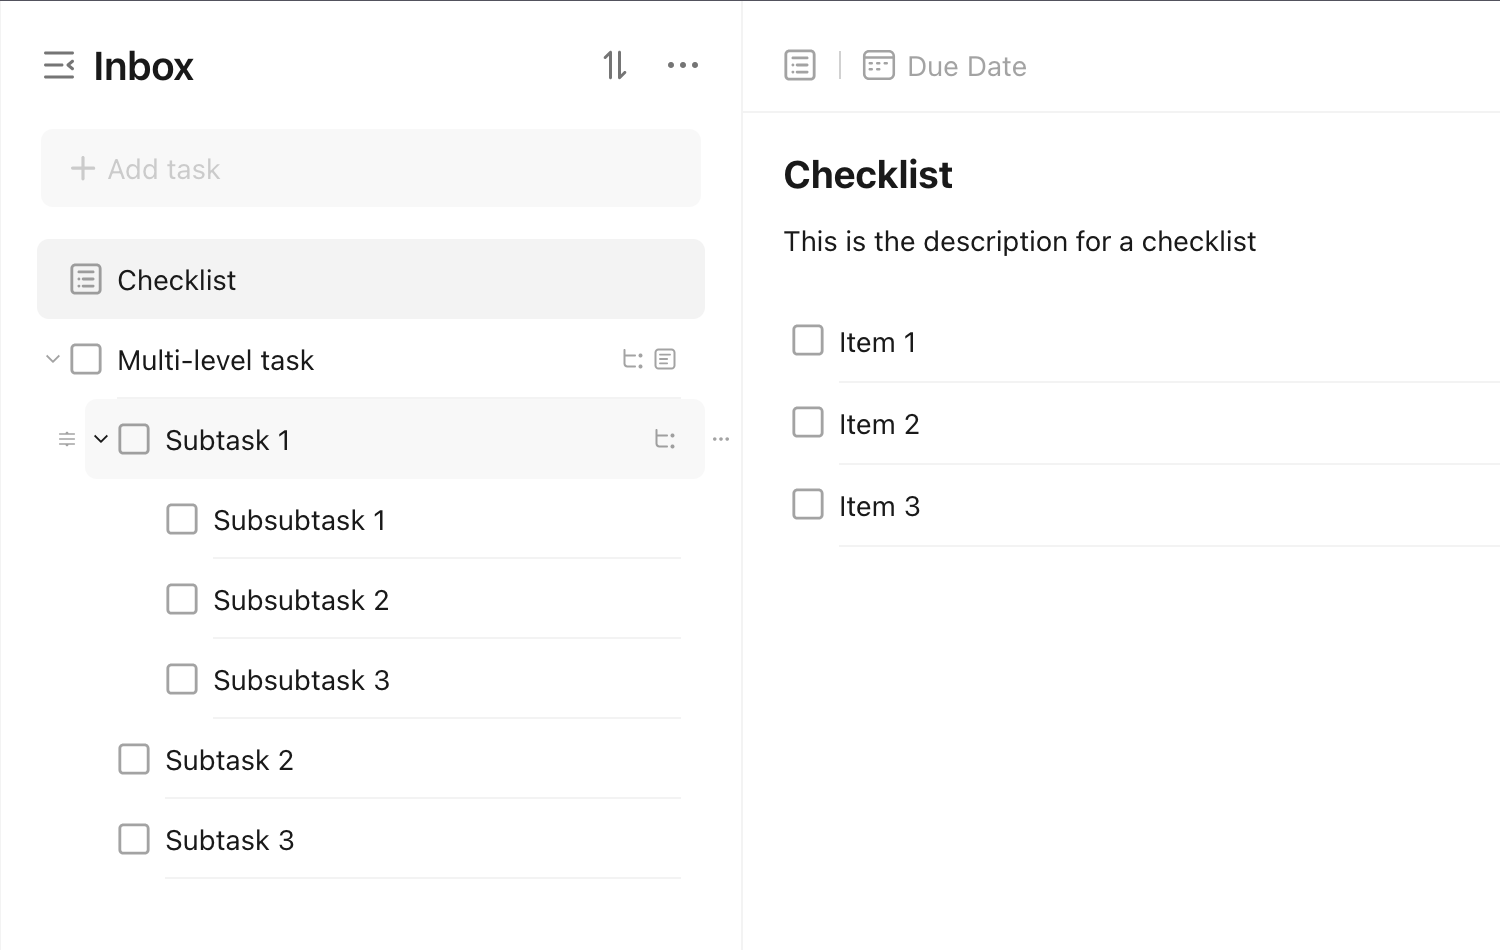 Inbox
Add task
Checklist
Multi-level task
Subtask 1
Subsubtask 1
Subsubtask 2
Subsubtask 3
Subtask 2
Subtask 3
Due Date
Checklist
This is the description for a checklist
Item 1
Item 2
Item 3